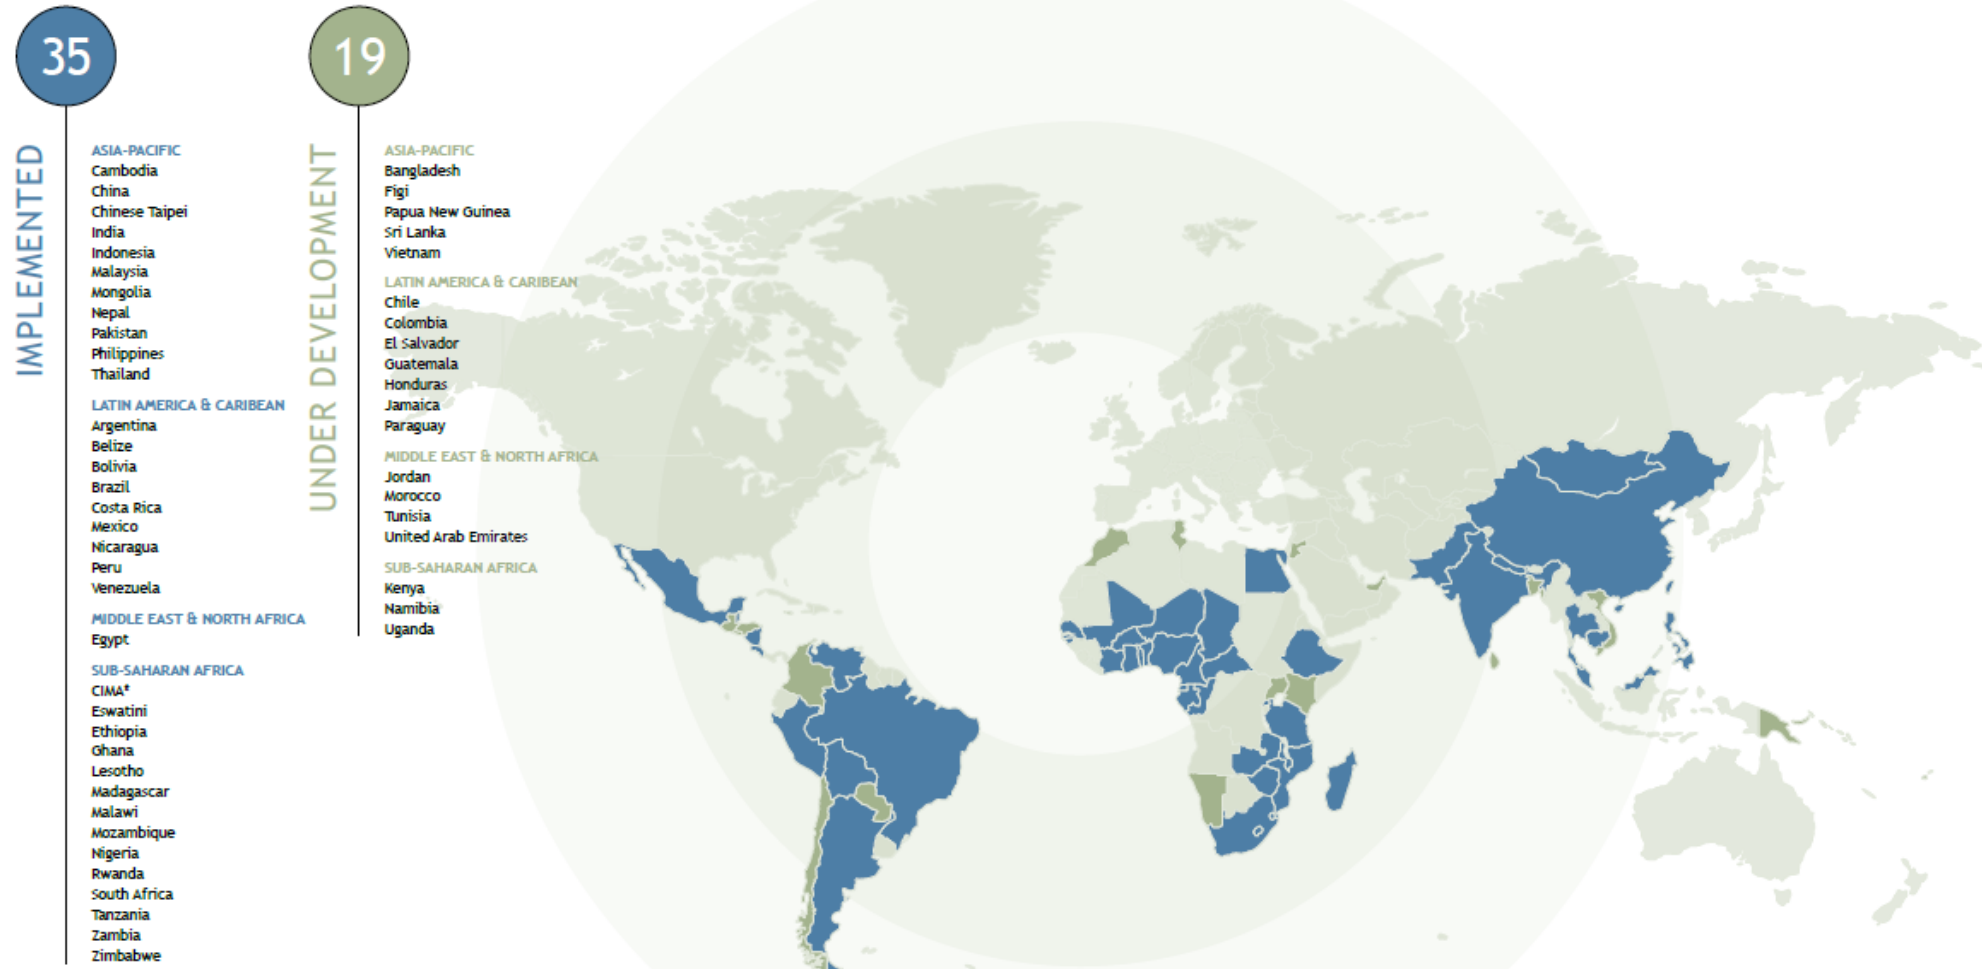 35
IMPLEMENTED
ASIA-PACIFIC
Cambodia
China
Chinese Taipei
India
Indonesia
Malaysia
Mongolia
Nepal
Pakistan
Philippines
Thailand
LATIN AMERICA & CARIBEAN
Argentina
Belize
Bolivia
Brazil
Costa Rica
Mexico
Nicaragua
Peru
Venezuela
MIDDLE EAST & NORTH AFRICA
Egypt
SUB-SAHARAN AFRICA
CIMA*
Eswatini
Ethiopia
Ghana
Lesotho
Madagascar
Malawi
Mozambique
Nigeria
Rwanda
South Africa
Tanzania
Zambia
Zimbabwe
19
UNDER DEVELOPMENT
ASIA-PACIFIC
Bangladesh
Figi
Papua New Guinea
Sri Lanka
Vietnam
LATIN AMERICA & CARIBEAN
Chile
Colombia
El Salvador
Guatemala
Honduras
Jamaica
Paraguay
MIDDLE EAST & NORTH AFRICA
Jordan
Morocco
Tunisia
United Arab Emirates
SUB-SAHARAN AFRICA
Kenya
Namibia
Uganda